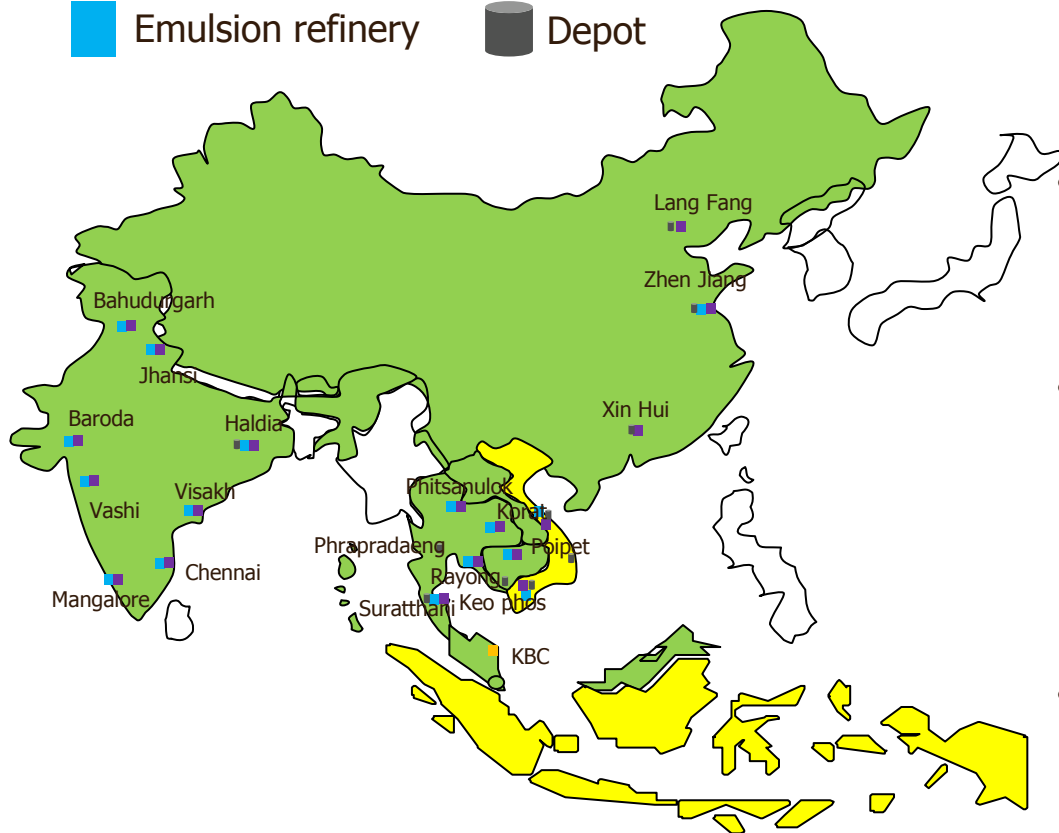 Emulsion refinery
Depot
Lang Fang
Zhen Jiang
Bahudurgarh
Jhansi
Baroda
Haldia
Xin Hui
Vashi
Visakh
Phitsanulok
Korat
Phrapradaeng
Poipet
Chennai
Rayong
Mangalore
Suratthani
Keo phos
KBC